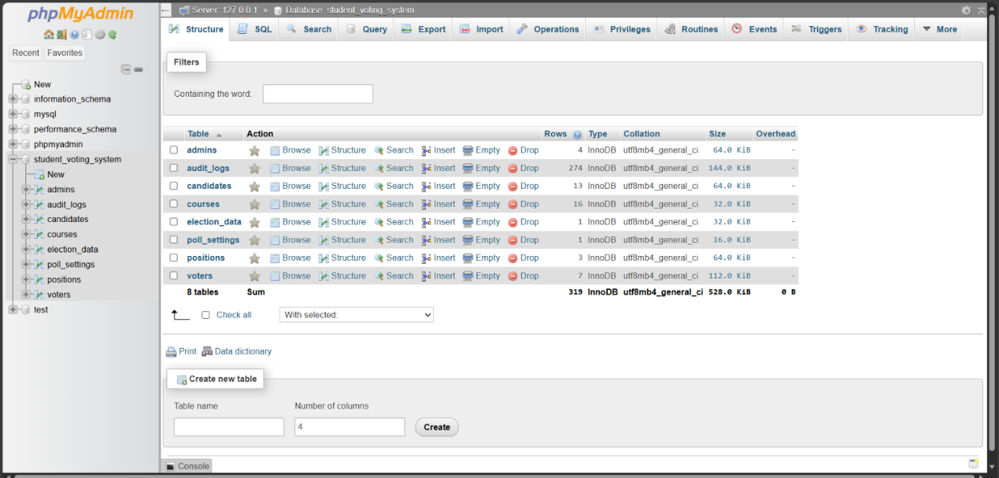 phpMyAdmin
Recent Favorites
New
information_schema
mysql
performance_schema
phpmyadmin
student_voting_system
New
admins
audit_logs
candidates
courses
election_data
poll_settings
positions
voters
test
Server: 127.0.0.1 » Database: student_voting_system
Structure SQL Search Query Export Import Operations Privileges Routines Events Triggers Tracking More
Filters
Containing the word:
Table Action Rows Type Collation Size Overhead
admins Browse Structure Search Insert Empty Drop 4 InnoDB utf8mb4_general_ci 64.0 KiB -
audit_logs Browse Structure Search Insert Empty Drop 274 InnoDB utf8mb4_general_ci 144.0 KiB -
candidates Browse Structure Search Insert Empty Drop 13 InnoDB utf8mb4_general_ci 64.0 KiB -
courses Browse Structure Search Insert Empty Drop 16 InnoDB utf8mb4_general_ci 32.0 KiB -
election_data Browse Structure Search Insert Empty Drop 1 InnoDB utf8mb4_general_ci 32.0 KiB -
poll_settings Browse Structure Search Insert Empty Drop 1 InnoDB utf8mb4_general_ci 16.0 KiB -
positions Browse Structure Search Insert Empty Drop 3 InnoDB utf8mb4_general_ci 64.0 KiB -
voters Browse Structure Search Insert Empty Drop 7 InnoDB utf8mb4_general_ci 112.0 KiB -
8 tables Sum 319 InnoDB utf8mb4_general_ci 528.0 KiB 0 B
Check all With selected:
Print Data dictionary
Create new table
Table name Number of columns
4 Create
Console